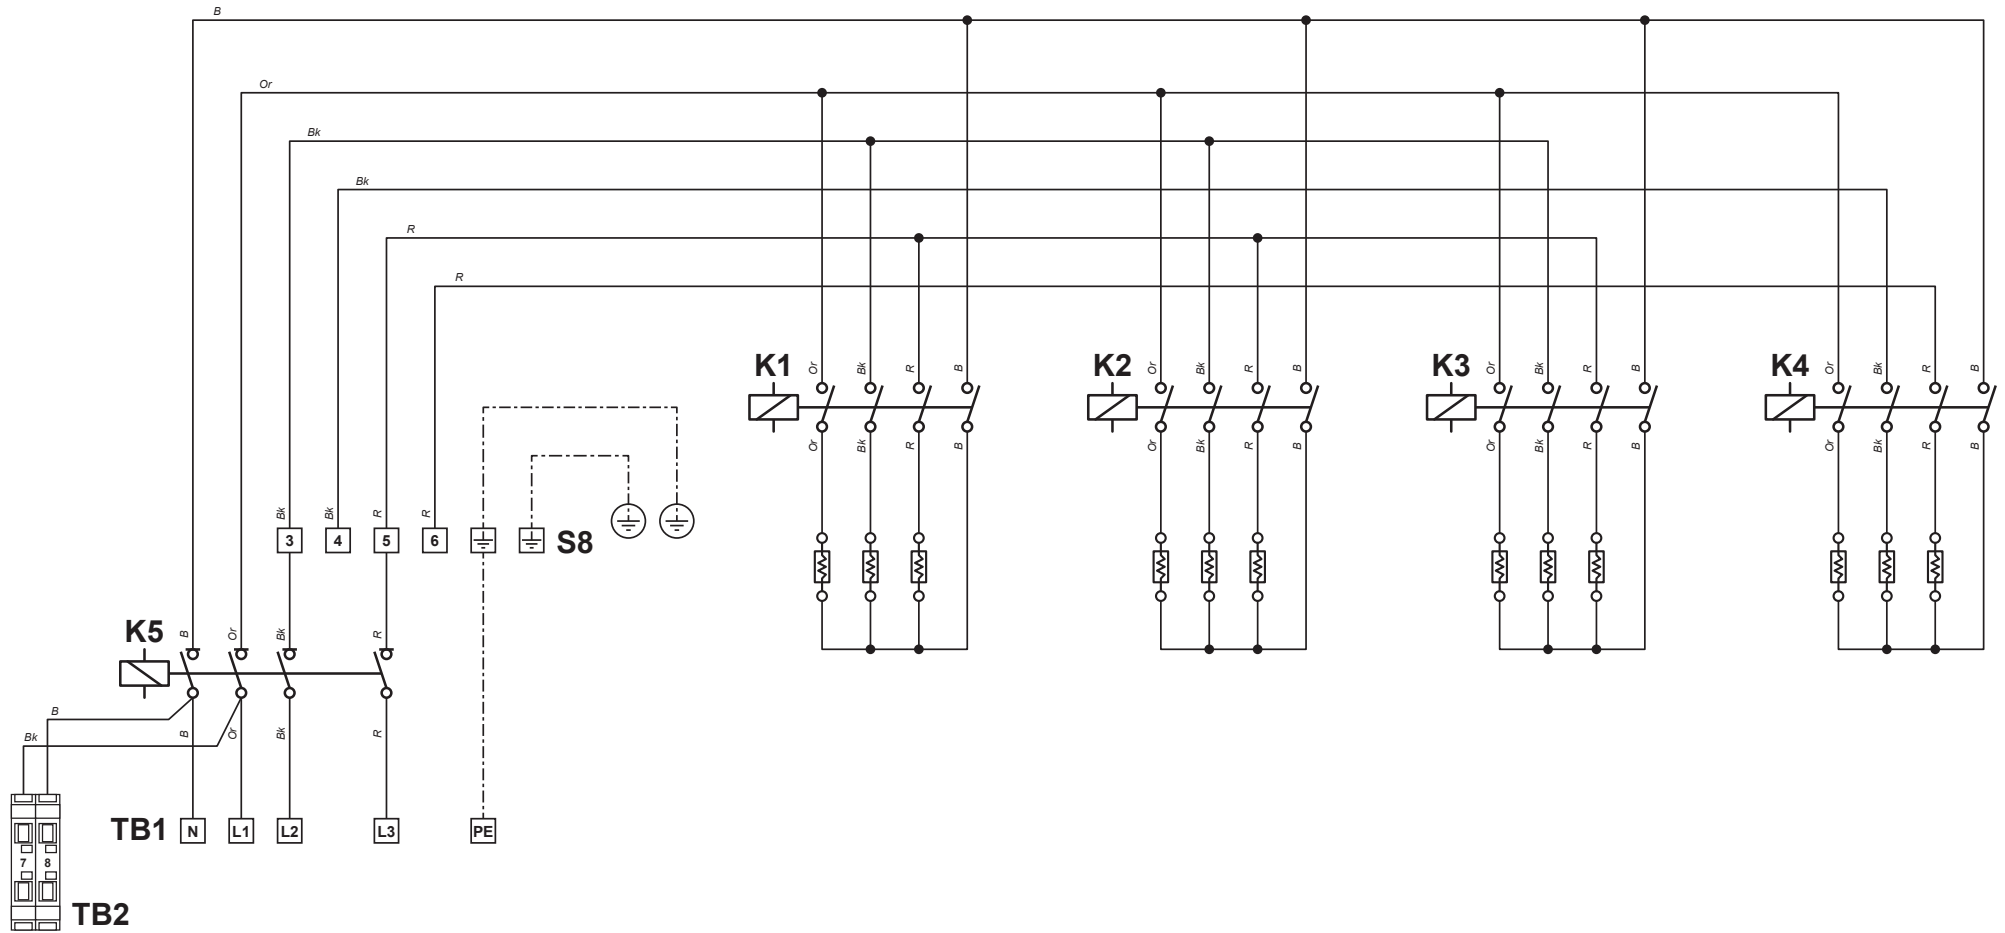 B
Or
Bk
Bk
R
R
K1 Or Bk R B
K2 Or Bk R B
K3 Or Bk R B
K4 Or Bk R B
Or Bk R B
Or Bk R B
Or Bk R B
Or Bk R B
Bk Bk R R
3 4 5 6 S8
K5 B Or Bk R
B
Bk
B Or Bk R
TB1 N L1 L2 L3 PE
7 8
TB2